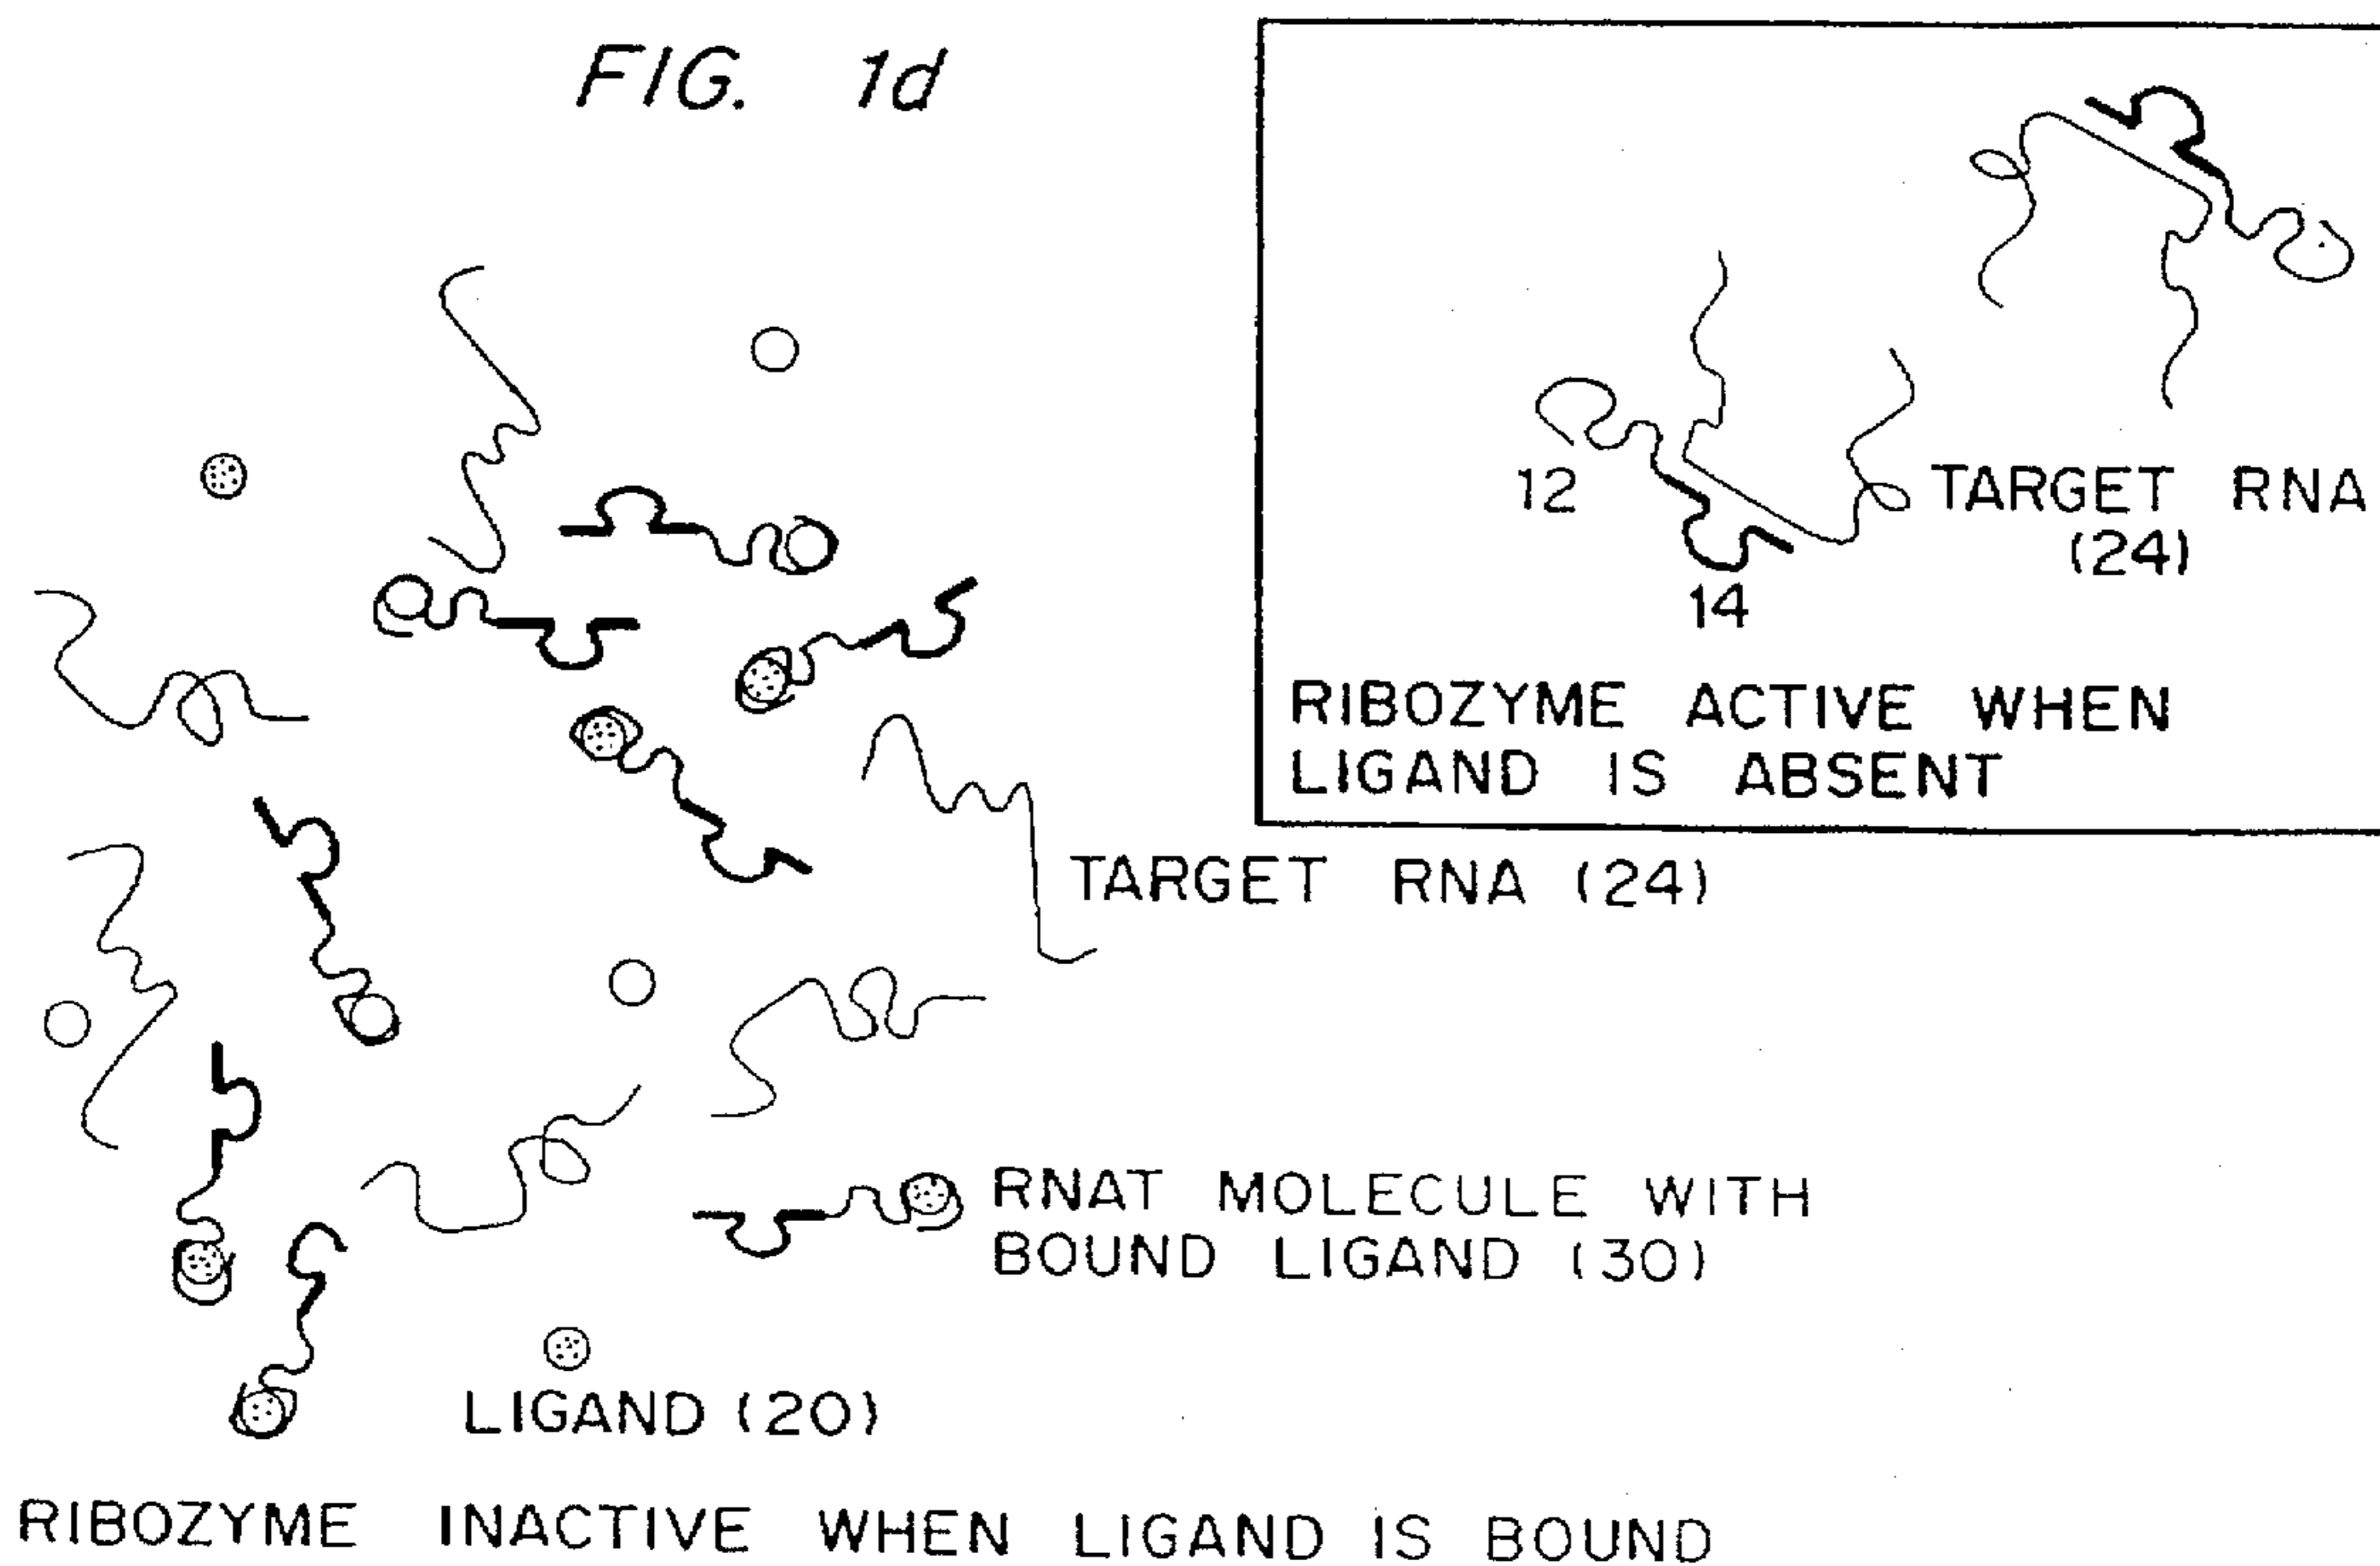 FIG. 1d
12
TARGET RNA
(24)
14
RIBOZYME ACTIVE WHEN
LIGAND IS ABSENT
TARGET RNA (24)
RNAT MOLECULE WITH
BOUND LIGAND (30)
LIGAND (20)
RIBOZYME INACTIVE WHEN LIGAND IS BOUND